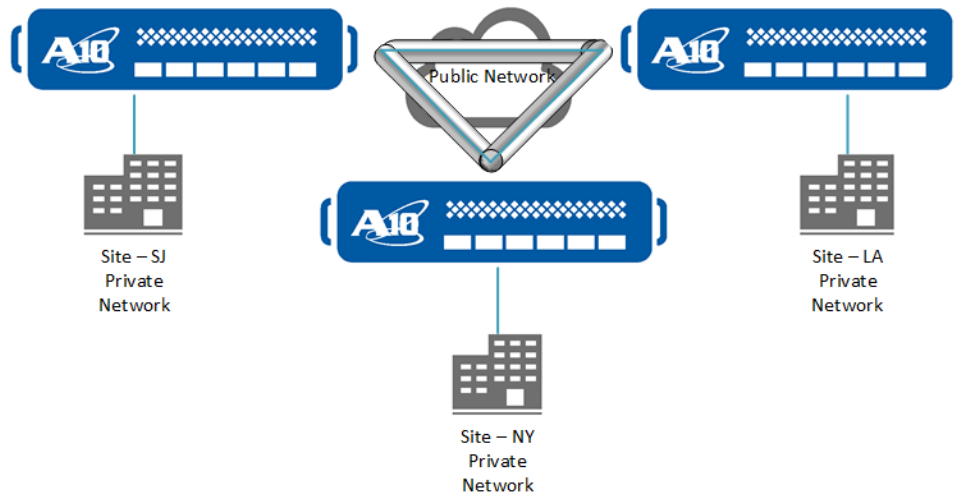 A10
A10
Public Network
A10
Site – SJ
Private
Network
Site – LA
Private
Network
Site – NY
Private
Network